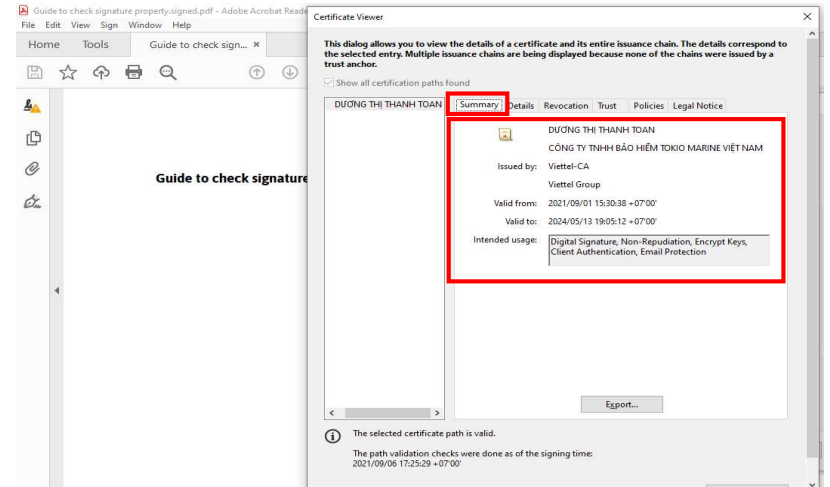 Guide to check signature property.signed.pdf - Adobe Acrobat Reade
File Edit View Sign Window Help
Home Tools Guide to check sign... ×
Guide to check signature
Certificate Viewer
This dialog allows you to view the details of a certificate and its entire issuance chain. The details correspond to
the selected entry. Multiple issuance chains are being displayed because none of the chains were issued by a
trust anchor.
Show all certification paths found
DƯƠNG THỊ THANH TOAN
Summary Details Revocation Trust Policies Legal Notice
DƯƠNG THỊ THANH TOAN
CÔNG TY TNHH BẢO HIỂM TOKIO MARINE VIỆT NAM
Issued by: Viettel-CA
Viettel Group
Valid from: 2021/09/01 15:30:38 +07'00'
Valid to: 2024/05/13 19:05:12 +07'00'
Intended usage: Digital Signature, Non-Repudiation, Encrypt Keys,
Client Authentication, Email Protection
Export...
The selected certificate path is valid.
The path validation checks were done as of the signing time:
2021/09/06 17:25:29 +07'00'